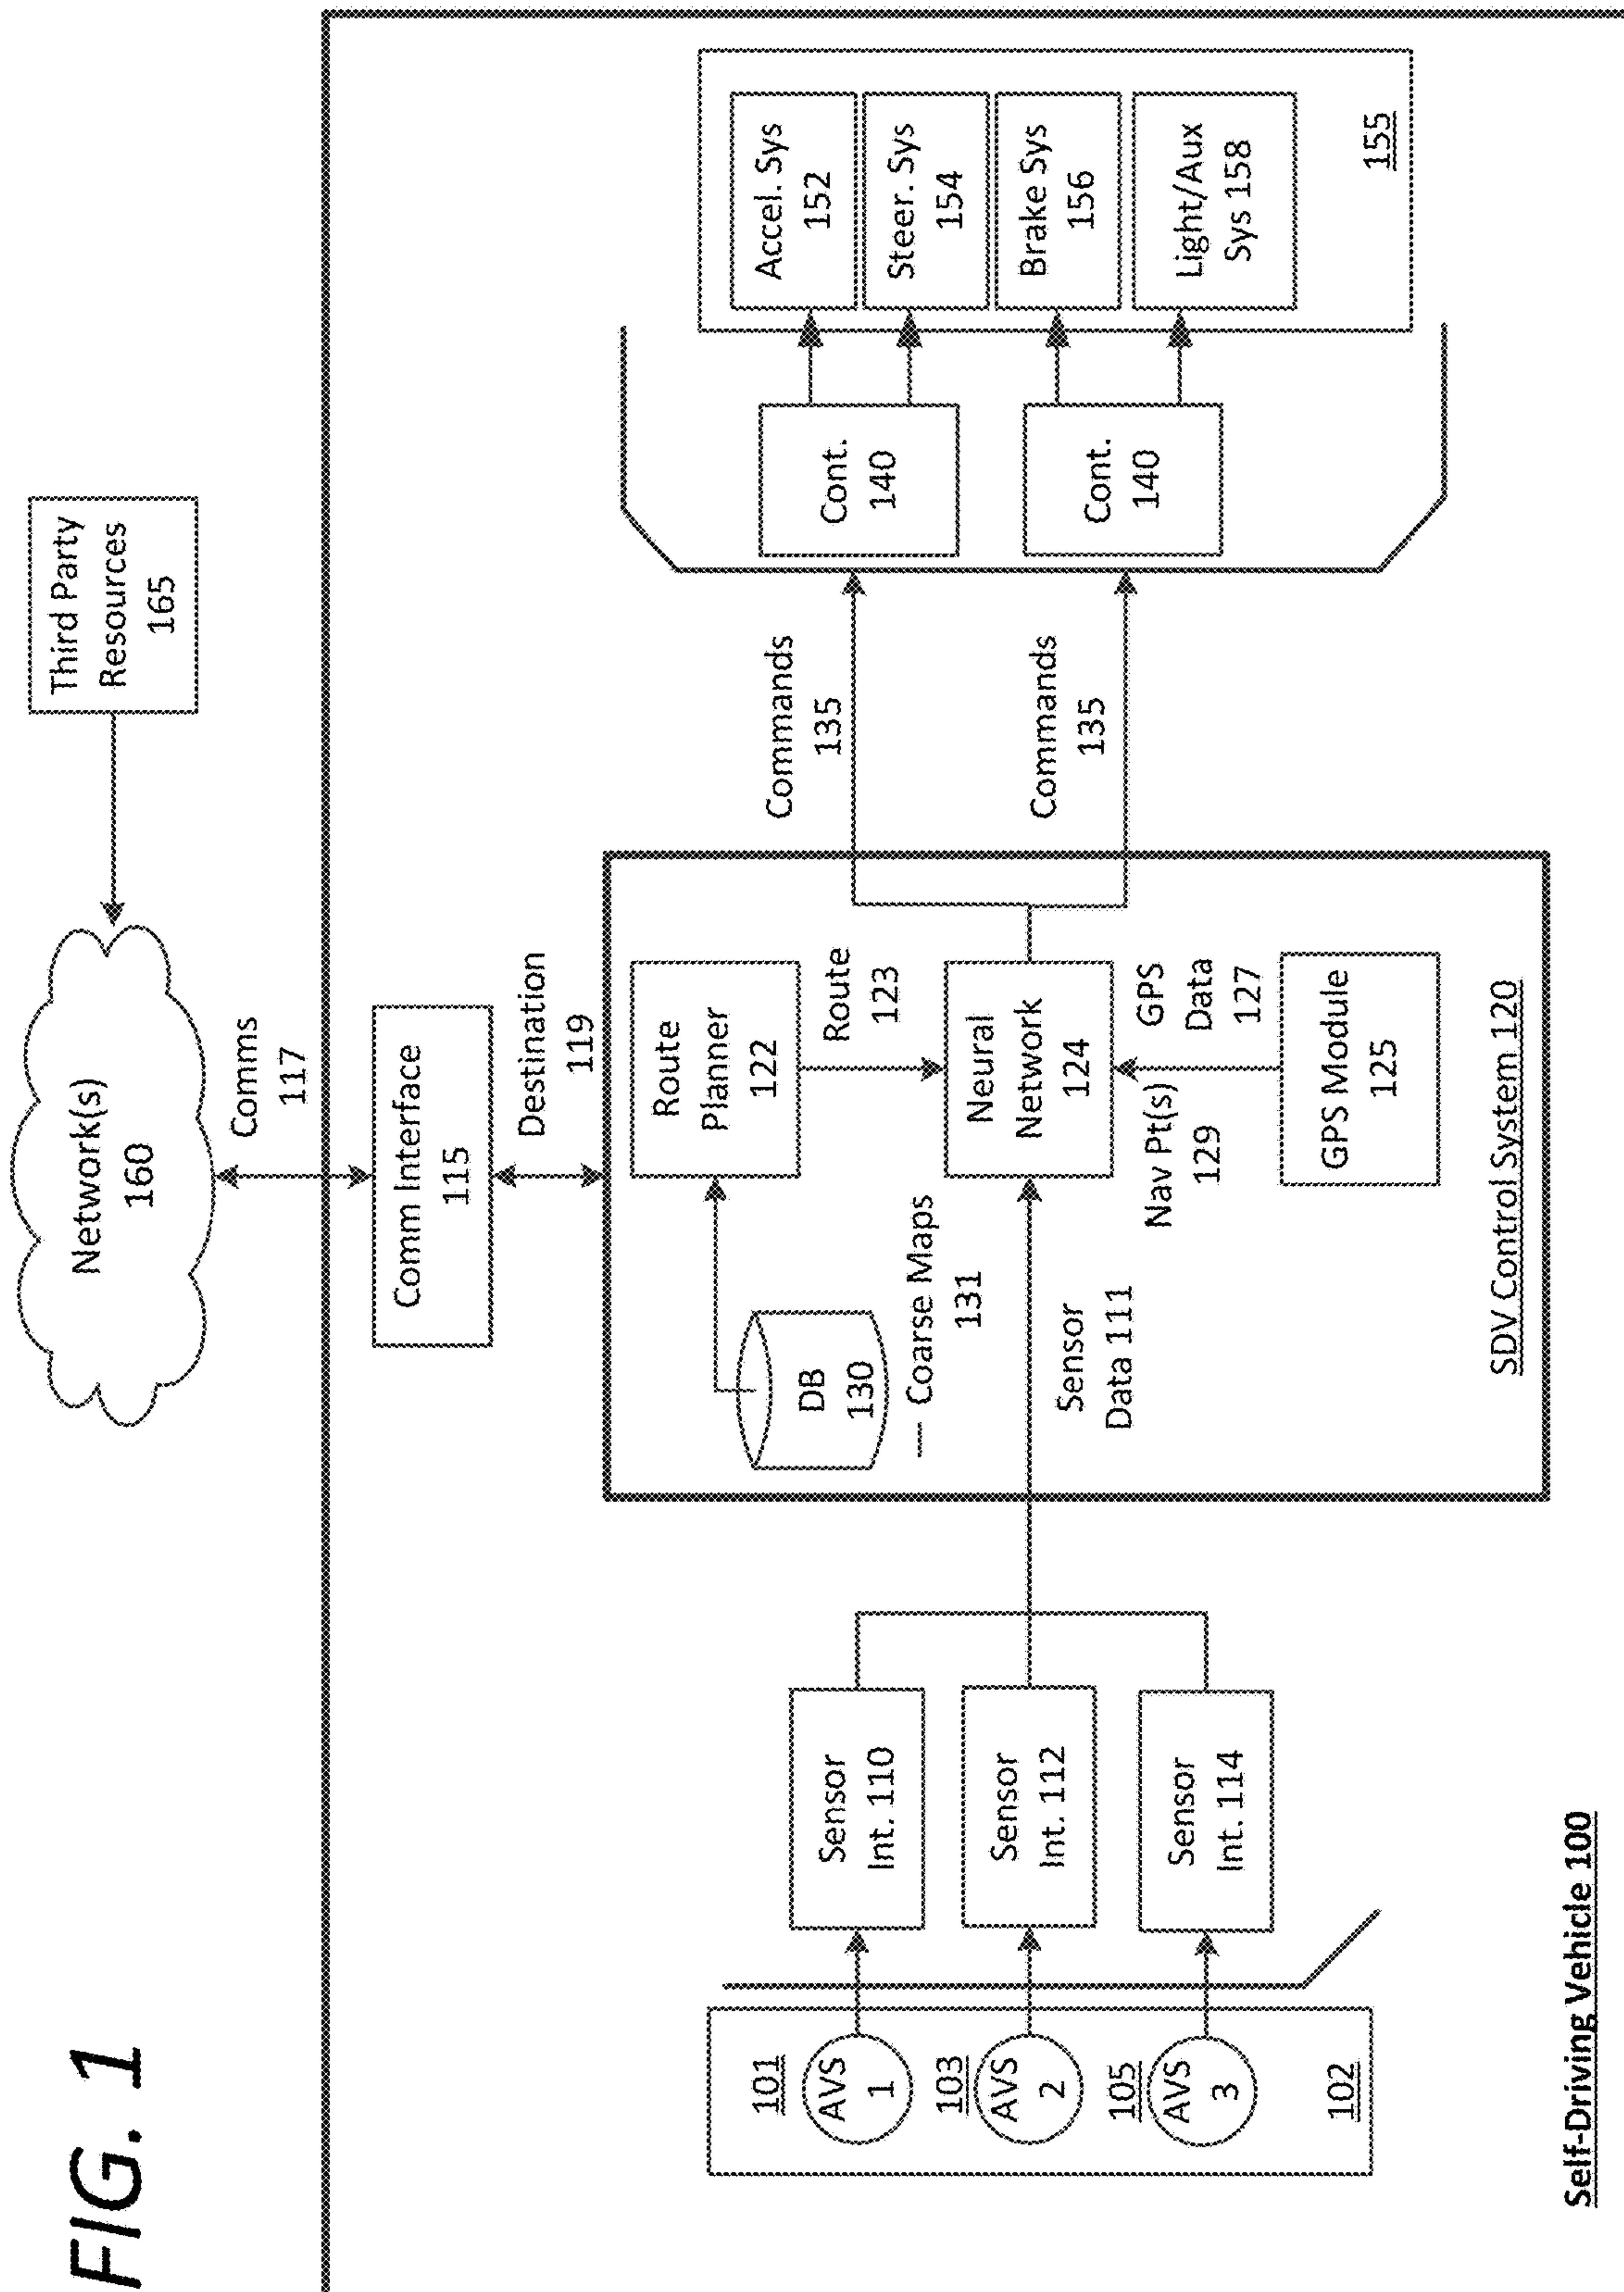 FIG. 1
Network(s)
160
Third Party
Resources
165
Comms
117
Comm Interface
115
Destination
119
101
AVS
1
103
AVS
2
105
AVS
3
102
Sensor
Int. 110
Sensor
Int. 112
Sensor
Int. 114
DB
130
— Coarse Maps
131
Sensor
Data 111
Route
Planner
122
Route
123
Neural
Network
124
Nav Pt(s)
129
GPS
Data
127
GPS Module
125
SDV Control System 120
Commands
135
Commands
135
Cont.
140
Cont.
140
Accel. Sys
152
Steer. Sys
154
Brake Sys
156
Light/Aux
Sys 158
155
Self-Driving Vehicle 100